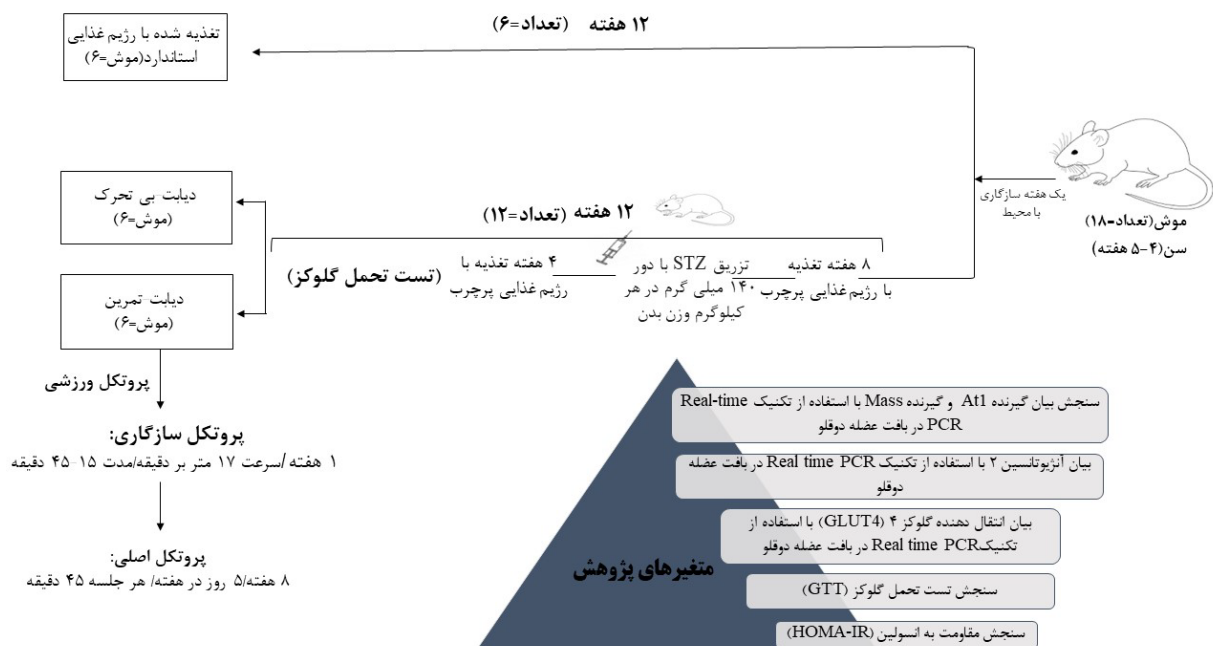 ۱۲ هفته (تعداد=۶)
تغذیه شده با رژیم غذایی
استاندارد(موش=۶)
یک هفته سازگاری
با محیط
موش(تعداد=۱۸)
سن(۴-۵ هفته)
دیابت-بی تحرک
(موش=۶)
۱۲ هفته (تعداد=۱۲)
۸ هفته تغذیه
با رژیم غذایی پرچرب
تزریق STZ با دور
۱۴۰ میلی گرم در هر
کیلوگرم وزن بدن
۴ هفته تغذیه با
رژیم غذایی پرچرب
(تست تحمل گلوکز)
دیابت-تمرین
(موش=۶)
پروتکل ورزشی
پروتکل سازگاری:
۱ هفته/سرعت ۱۷ متر بر دقیقه/مدت ۱۵-۴۵ دقیقه
پروتکل اصلی:
۸ هفته/۵ روز در هفته/ هر جلسه ۴۵ دقیقه
متغیرهای پژوهش
سنجش بیان گیرنده At1 و گیرنده Mass با استفاده از تکنیک Real-time
PCR در بافت عضله دوقلو
بیان آنژیوتانسین ۲ با استفاده از تکنیک Real time PCR در بافت عضله
دوقلو
بیان انتقال دهنده گلوکز ۴ (GLUT4) با استفاده از
تکنیکReal time PCR در بافت عضله دوقلو
سنجش تست تحمل گلوکز (GTT)
سنجش مقاومت به انسولین (HOMA-IR)